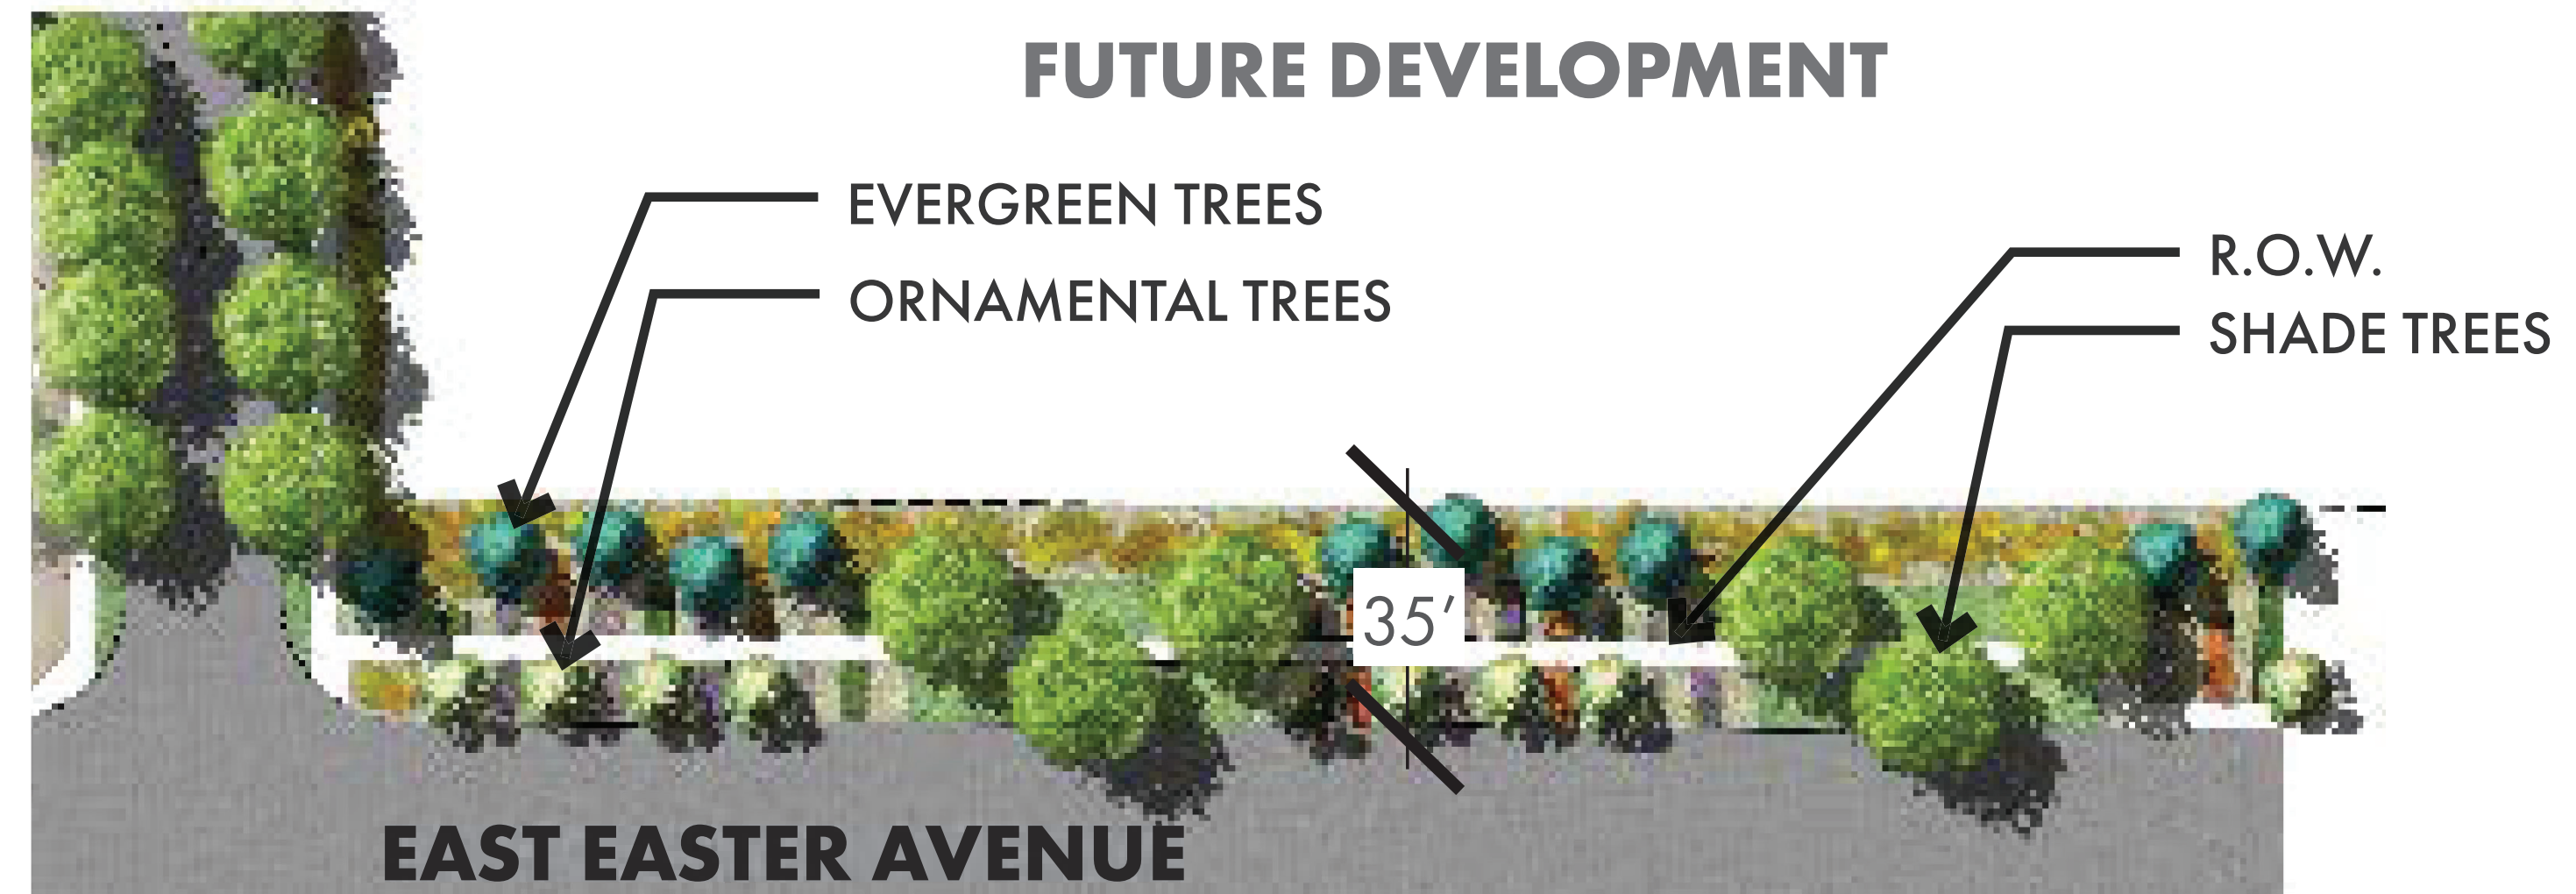 FUTURE DEVELOPMENT
EVERGREEN TREES
ORNAMENTAL TREES
R.O.W.
SHADE TREES
35′
EAST EASTER AVENUE